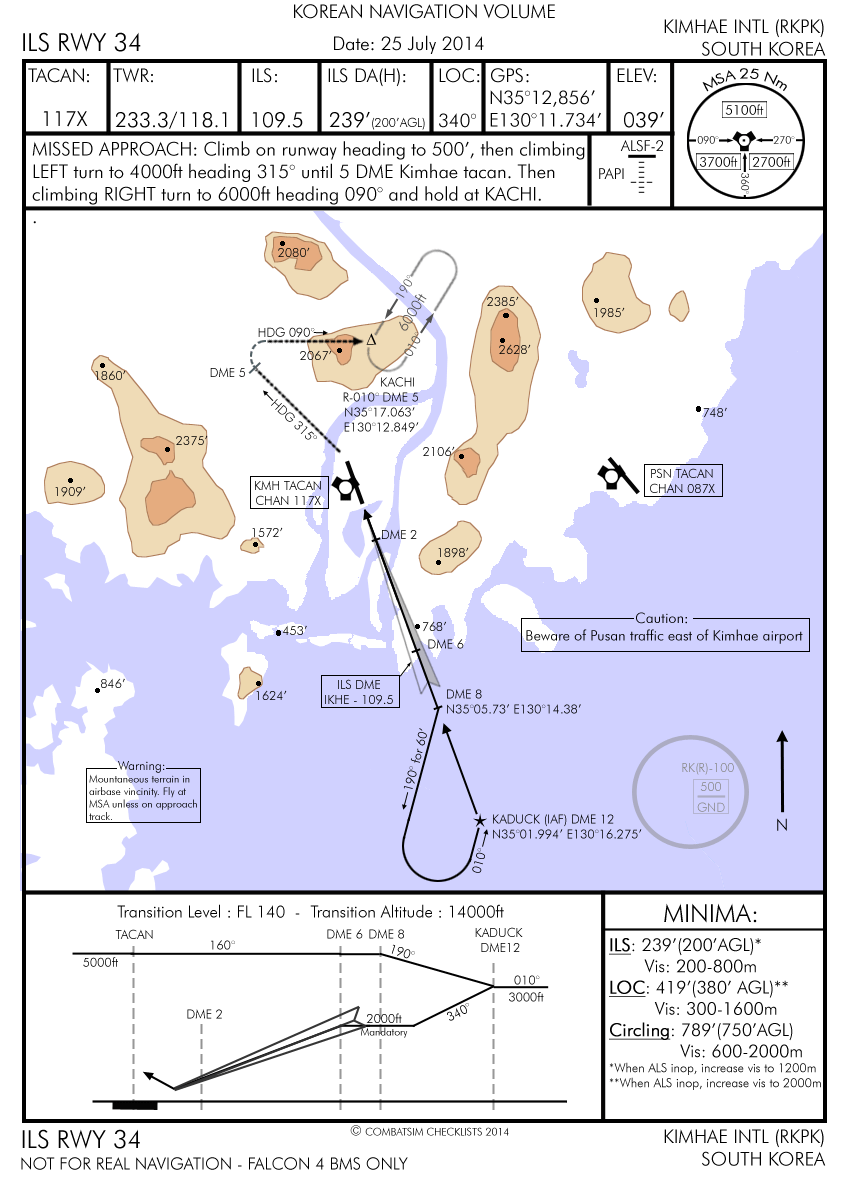 KOREAN NAVIGATION VOLUME
ILS RWY 34
Date: 25 July 2014
KIMHAE INTL (RKPK)
SOUTH KOREA
TACAN:
117X
TWR:
233.3/118.1
ILS:
109.5
ILS DA(H):
239'(200'AGL)
LOC:
340°
GPS:
N35°12,856'
E130°11.734'
ELEV:
039'
MSA 25 Nm
5100ft
090°
270°
3700ft
2700ft
360°
MISSED APPROACH: Climb on runway heading to 500', then climbing
LEFT turn to 4000ft heading 315° until 5 DME Kimhae tacan. Then
climbing RIGHT turn to 6000ft heading 090° and hold at KACHI.
ALSF-2
PAPI
.
2080'
190°
6000ft
010°
2385'
2628'
1985'
HDG 090°
2067'
DME 5
1860'
HDG 315°
KACHI
R-010° DME 5
N35°17.063'
E130°12.849'
748'
2375'
2106'
1909'
KMH TACAN
CHAN 117X
PSN TACAN
CHAN 087X
1572'
DME 2
1898'
453'
768'
DME 6
Caution:
Beware of Pusan traffic east of Kimhae airport
846'
1624'
ILS DME
IKHE - 109.5
DME 8
N35°05.73' E130°14.38'
190° for 60'
Warning:
Mountaneous terrain in
airbase vincinity. Fly at
MSA unless on approach
track.
RK(R)-100
500
GND
N
KADUCK (IAF) DME 12
N35°01.994' E130°16.275'
010°
Transition Level : FL 140 - Transition Altitude : 14000ft
TACAN
DME 6
DME 8
KADUCK
DME12
160°
190°
5000ft
010°
3000ft
DME 2
2000ft
Mandatory
340°
MINIMA:
ILS: 239'(200'AGL)*
Vis: 200-800m
LOC: 419'(380' AGL)**
Vis: 300-1600m
Circling: 789'(750'AGL)
Vis: 600-2000m
*When ALS inop, increase vis to 1200m
**When ALS inop, increase vis to 2000m
ILS RWY 34
© COMBATSIM CHECKLISTS 2014
KIMHAE INTL (RKPK)
NOT FOR REAL NAVIGATION - FALCON 4 BMS ONLY
SOUTH KOREA